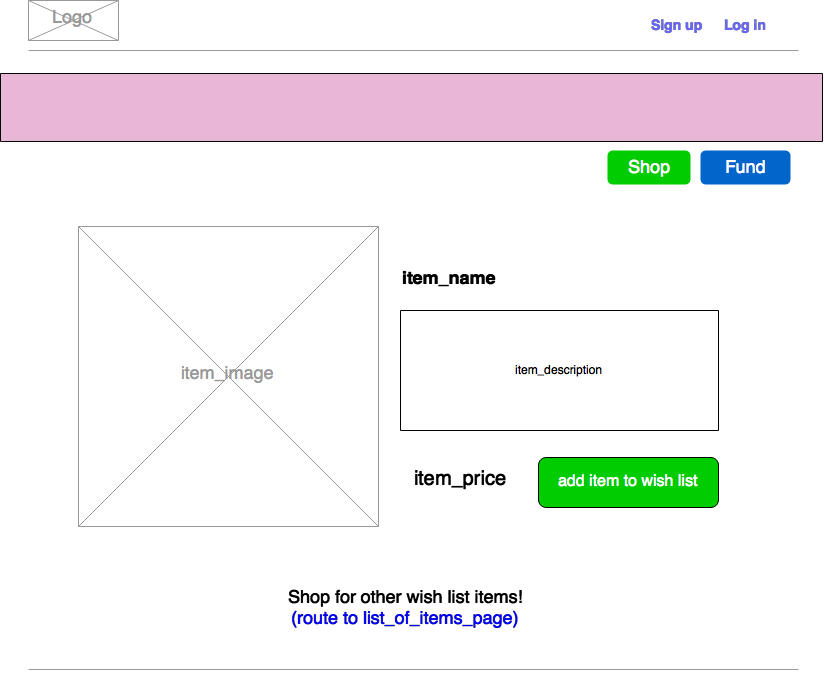 Logo
Sign up
Log in
Shop
Fund
item_name
item_image
item_description
item_price
add item to wish list
Shop for other wish list items!
(route to list_of_items_page)